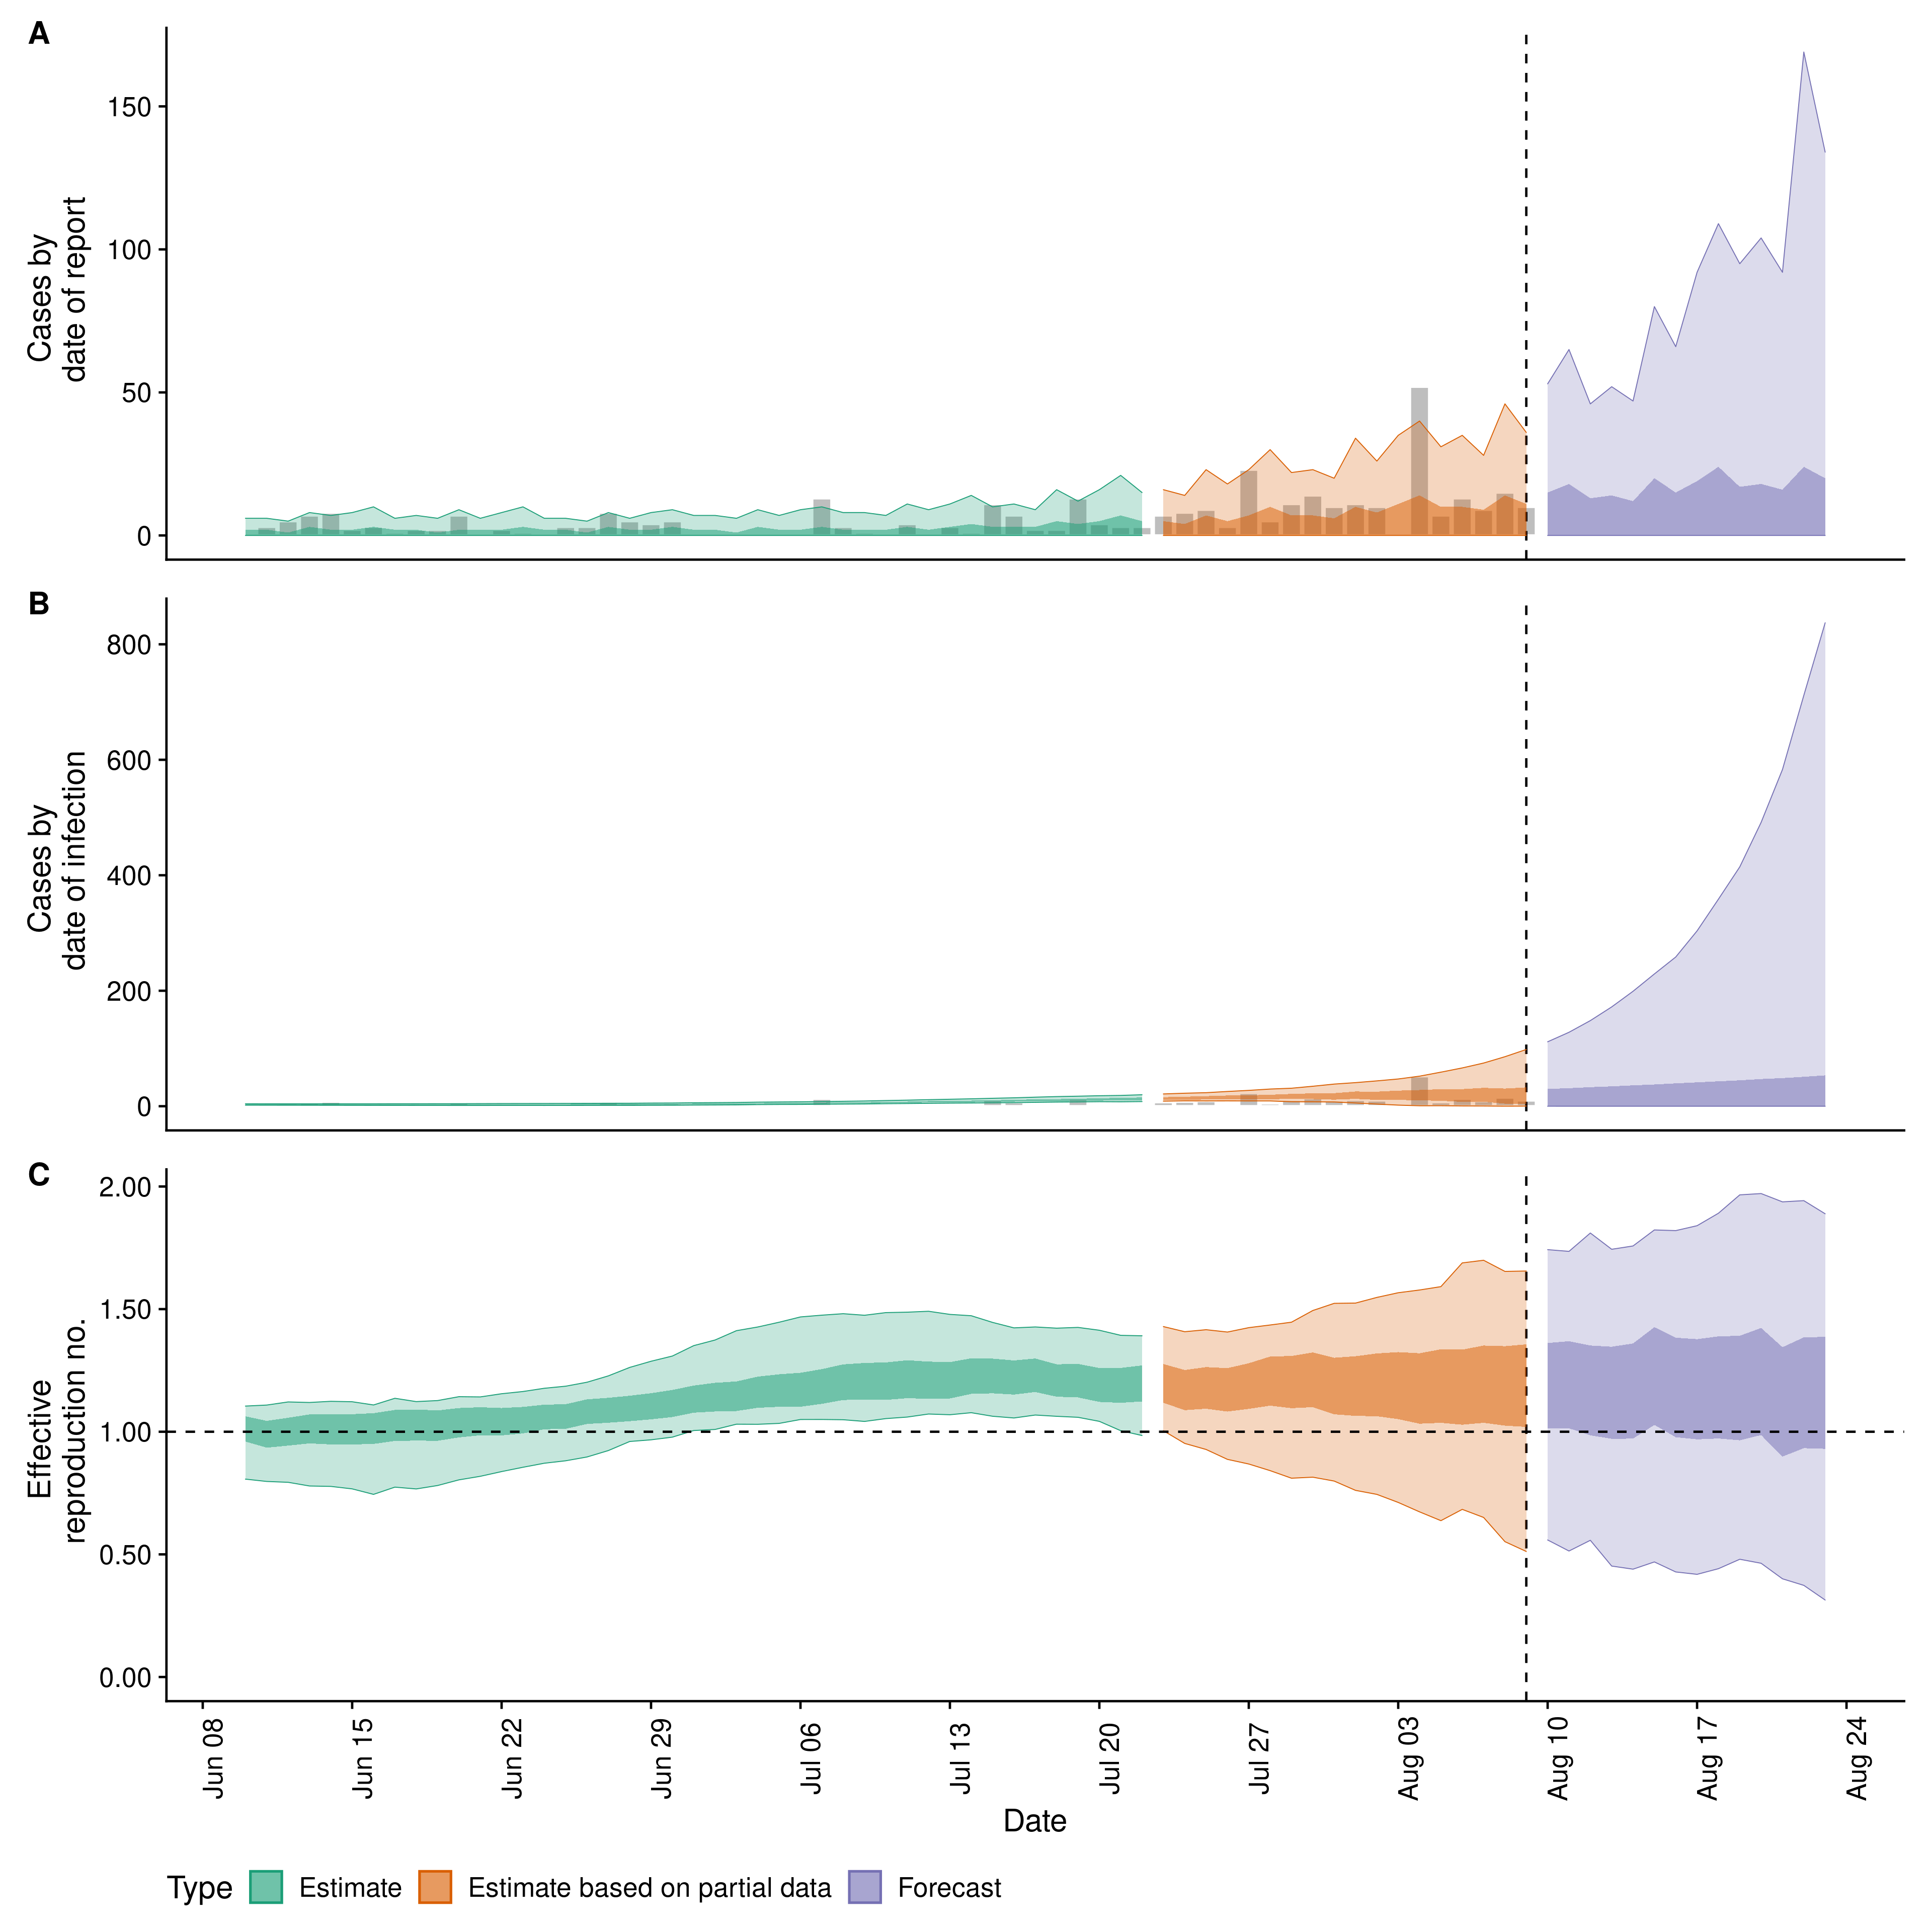 A
Cases by
date of report
150
100
50
0
B
Cases by
date of infection
800
600
400
200
0
C
Effective
reproduction no.
2.00
1.50
1.00
0.50
0.00
Jun 08
Jun 15
Jun 22
Jun 29
Jul 06
Jul 13
Jul 20
Jul 27
Aug 03
Aug 10
Aug 17
Aug 24
Date
Type Estimate Estimate based on partial data Forecast